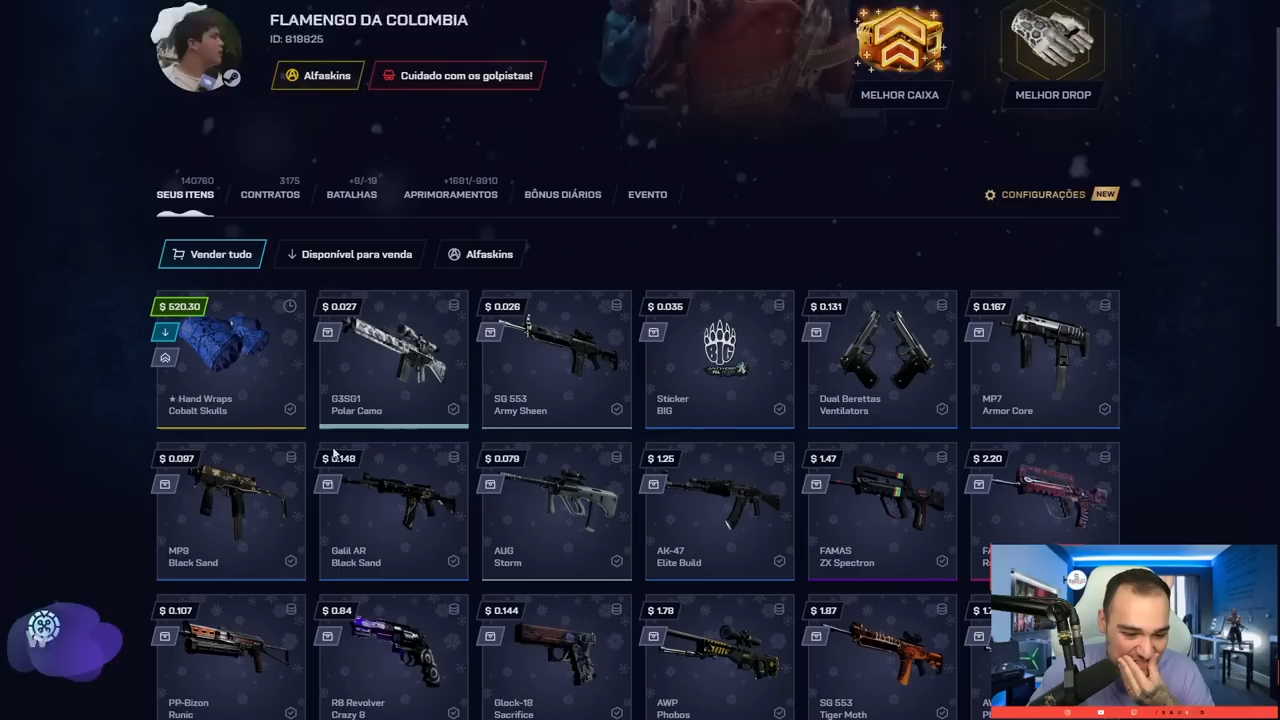 FLAMENGO DA COLOMBIA
ID: 818825
Alfaskins
Cuidado com os golpistas!
MELHOR CAIXA
MELHOR DROP
140760
3175
+8/-19
+1681/-9910
SEUS ITENS
CONTRATOS
BATALHAS
APRIMORAMENTOS
BÔNUS DIÁRIOS
EVENTO
CONFIGURAÇÕES
NEW
Vender tudo
Disponível para venda
Alfaskins
$ 520.30
★ Hand Wraps
Cobalt Skulls
$ 0.027
G3SG1
Polar Camo
$ 0.026
SG 553
Army Sheen
$ 0.035
Sticker
BIG
$ 0.131
Dual Berettas
Ventilators
$ 0.167
MP7
Armor Core
$ 0.097
MP9
Black Sand
$ 0.148
Galil AR
Black Sand
$ 0.079
AUG
Storm
$ 1.25
AK-47
Elite Build
$ 1.47
FAMAS
ZX Spectron
$ 2.20
$ 0.107
PP-Bizon
Runic
$ 0.84
R8 Revolver
Crazy 8
$ 0.144
Glock-18
Sacrifice
$ 1.78
AWP
Phobos
$ 1.87
SG 553
Tiger Moth